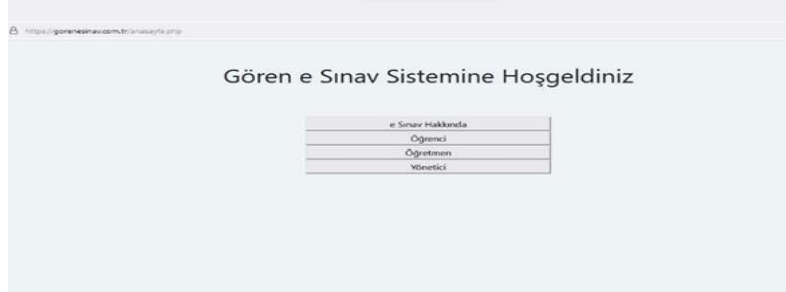 https://gorenesinav.com.tr/anasayfa.php
Gören e Sınav Sistemine Hoşgeldiniz
e Sınav Hakkında
Öğrenci
Öğretmen
Yönetici